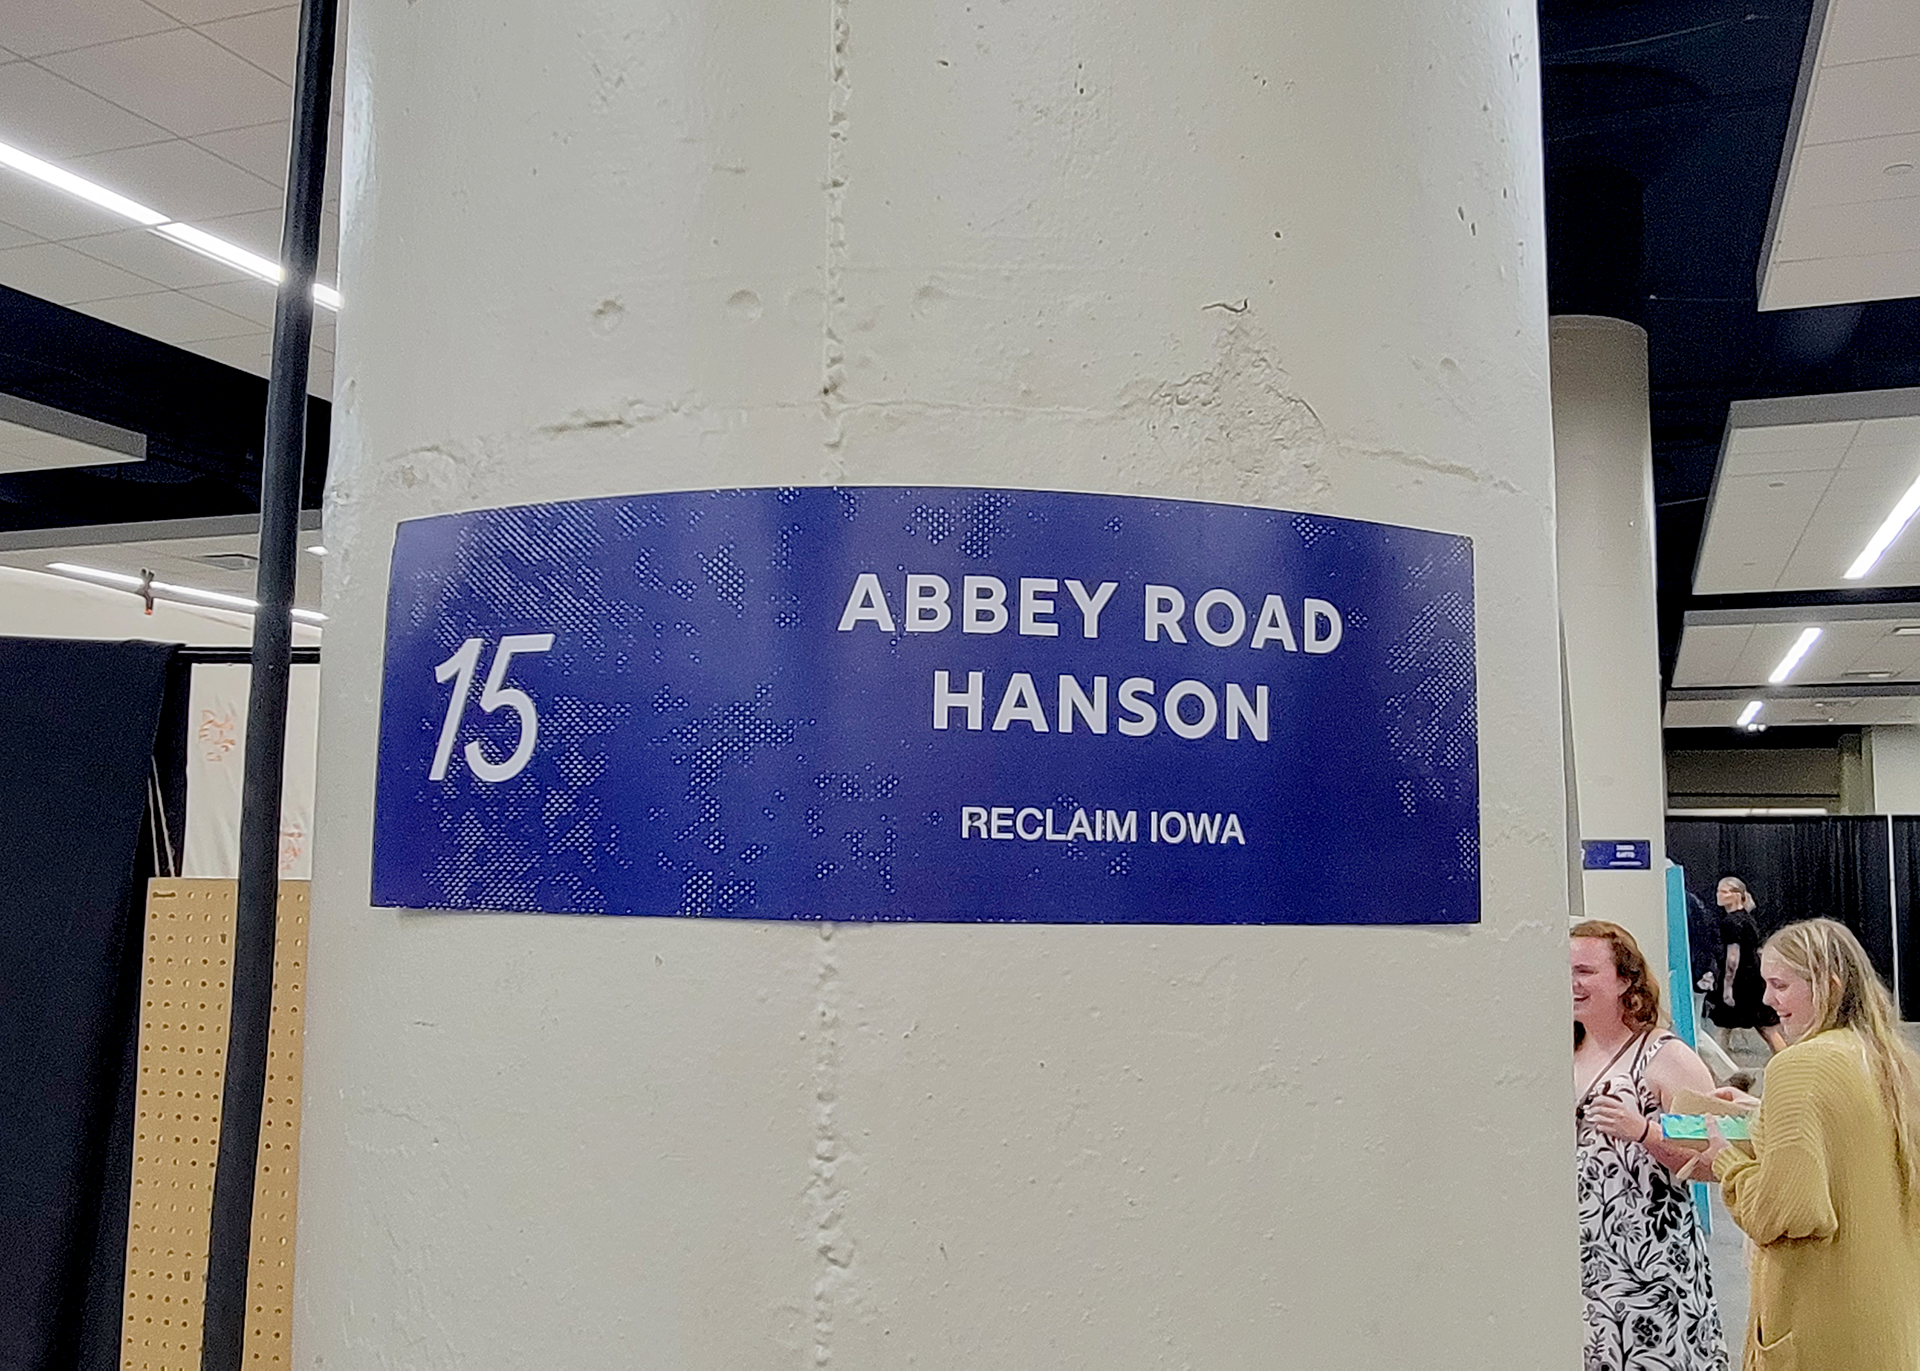 15
ABBEY ROAD
HANSON
RECLAIM IOWA